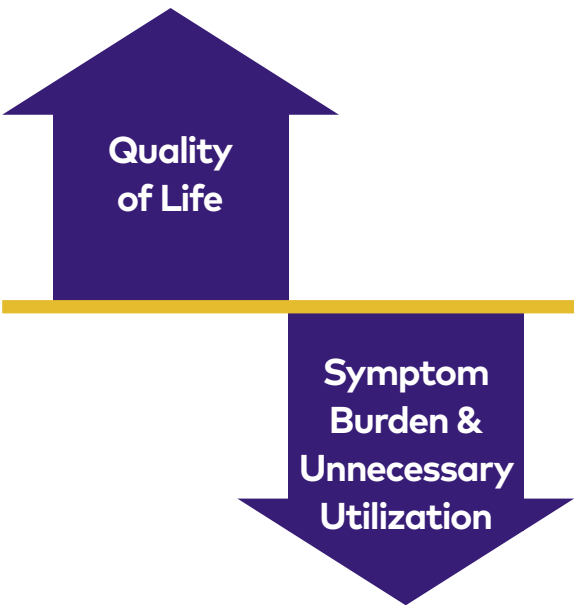 Quality
of Life
Symptom
Burden &
Unnecessary
Utilization